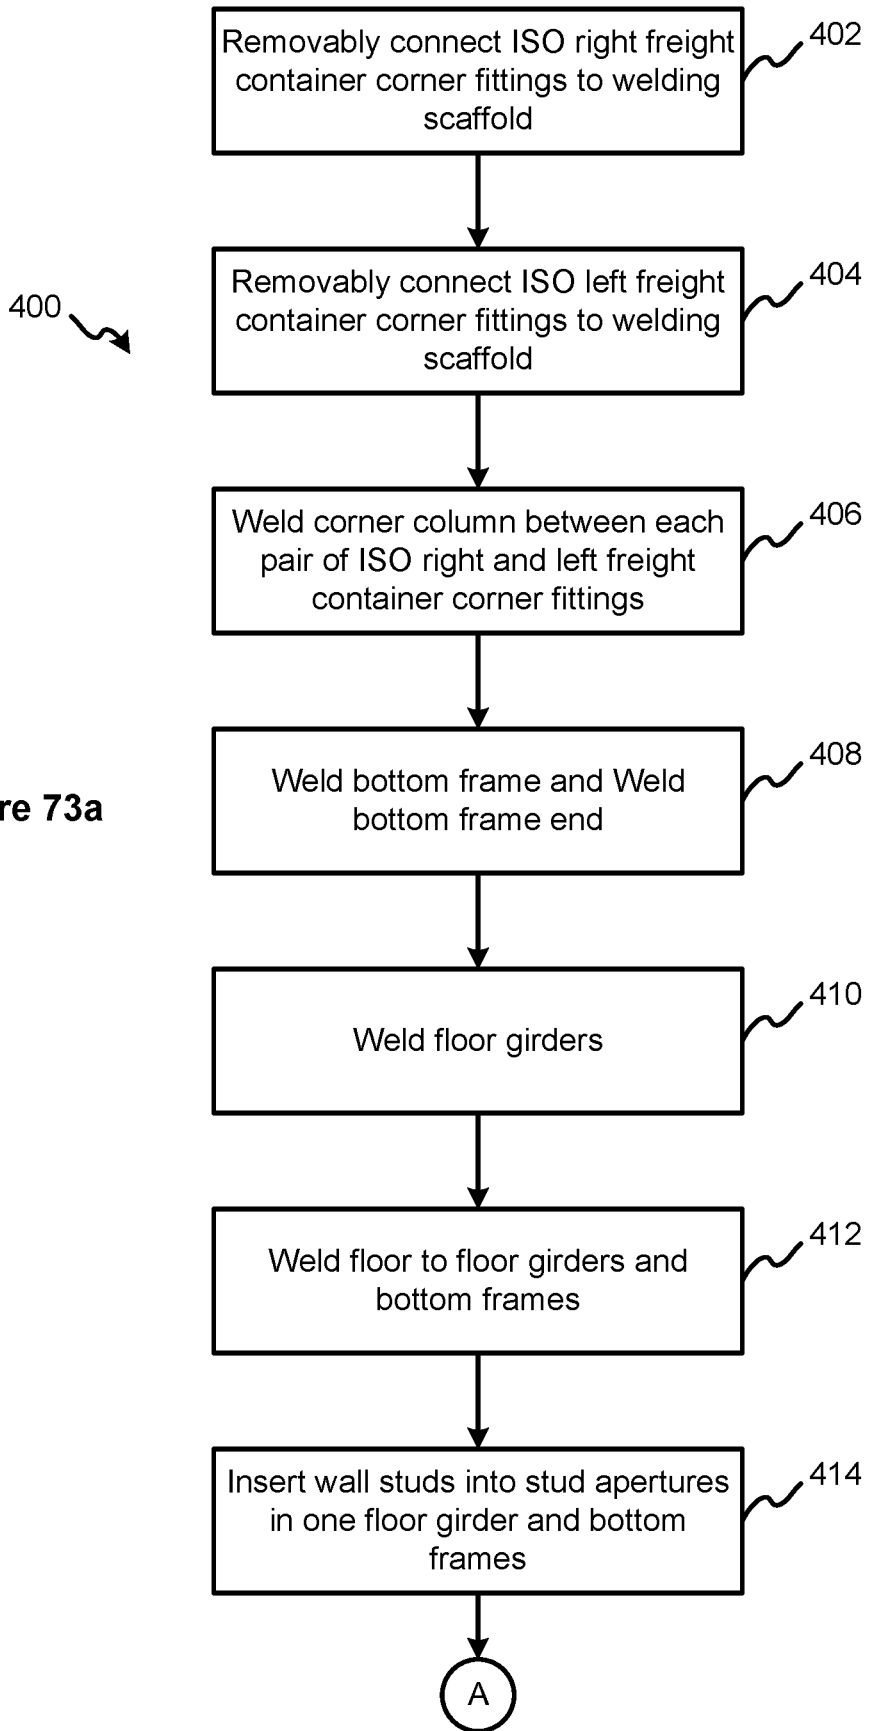 Removably connect ISO right freight
container corner fittings to welding
scaffold
402
Removably connect ISO left freight
container corner fittings to welding
scaffold
404
400
Weld corner column between each
pair of ISO right and left freight
container corner fittings
406
Weld bottom frame and Weld
bottom frame end
408
re 73a
Weld floor girders
410
Weld floor to floor girders and
bottom frames
412
Insert wall studs into stud apertures
in one floor girder and bottom
frames
414
A